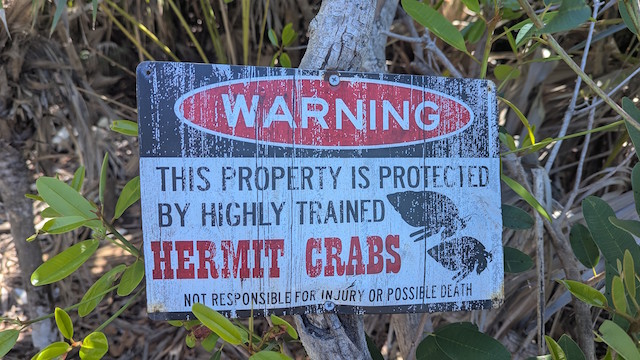 WARNING
THIS PROPERTY IS PROTECTED
BY HIGHLY TRAINED
HERMIT CRABS
NOT RESPONSIBLE FOR INJURY OR POSSIBLE DEATH